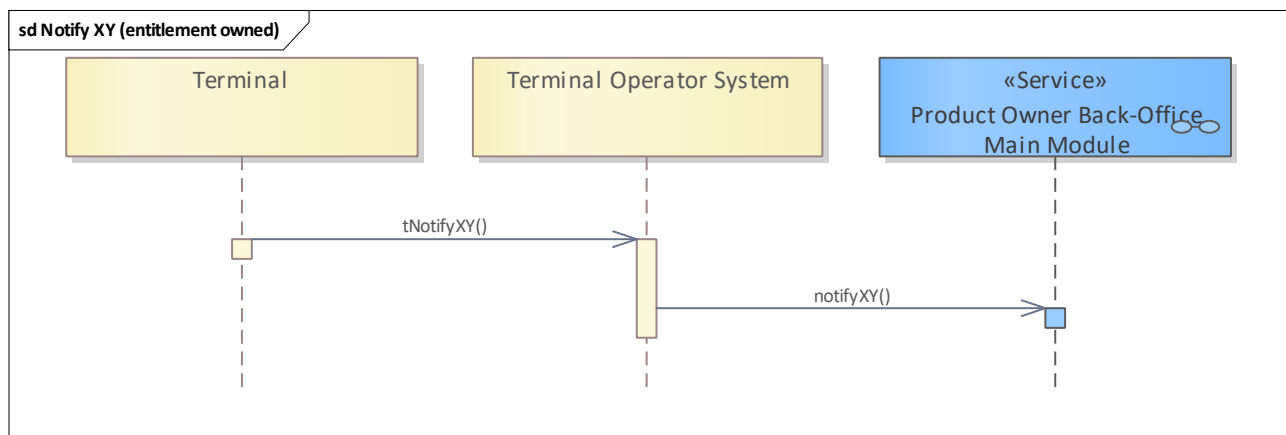 sd Notify XY (entitlement owned)
Terminal
Terminal Operator System
«Service»
Product Owner Back-Office
Main Module
tNotifyXY()
notifyXY()